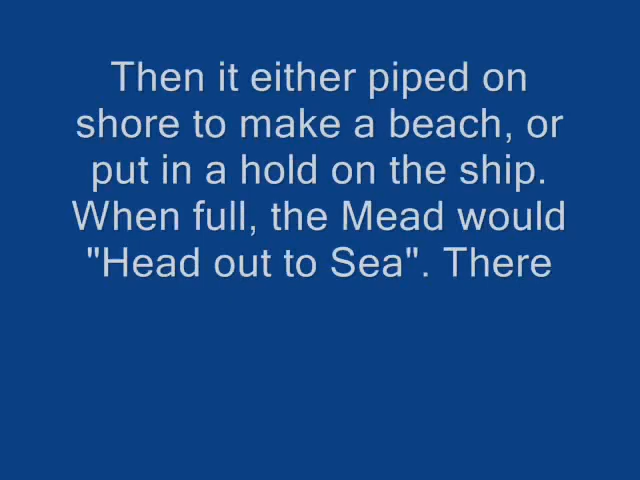 Then it either piped on
shore to make a beach, or
put in a hold on the ship.
When full, the Mead would
"Head out to Sea". There